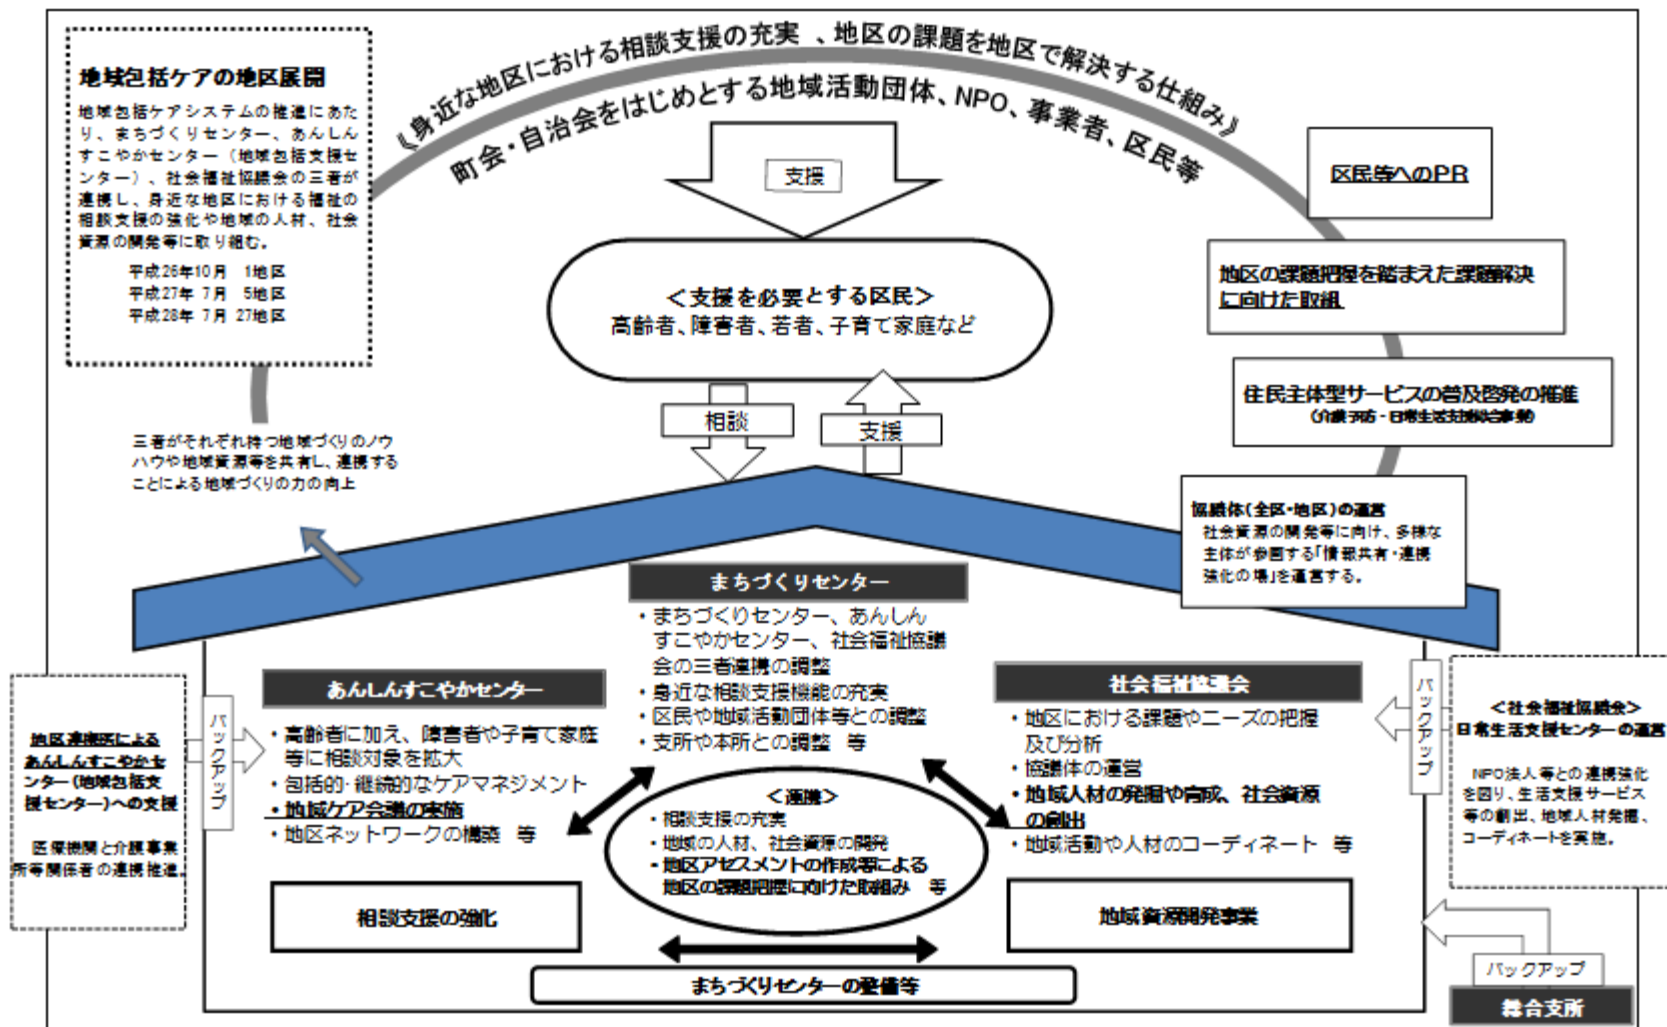 《身近な地区における相談支援の充実 、地区の課題を地区で解決する仕組み》
町会・自治会をはじめとする地域活動団体、NPO、事業者、区民等
地域包括ケアの地区展開
地域包括ケアシステムの推進にあた
り、まちづくりセンター、あんしん
すこやかセンター（地域包括支援セ
ンター）、社会福祉協議会の三者が
連携し、身近な地区における福祉の
相談支援の強化や地域の人材、社会
資源の開発等に取り組む。
平成26年10月　1地区
平成27年 7月　5地区
平成28年 7月 27地区
支援
区民等へのPR
＜支援を必要とする区民＞
高齢者、障害者、若者、子育て家庭など
地区の課題把握を踏まえた課題解決
に向けた取組
住民主体型サービスの普及啓発の推進
（介護予防・日常生活支援総合事業）
相談
支援
三者がそれぞれ持つ地域づくりのノウ
ハウや地域資源等を共有し、連携する
ことによる地域づくりの力の向上
協議体（全区・地区）の運営
社会資源の開発等に向け、多様な
主体が参画する「情報共有・連携
強化の場」を運営する。
まちづくりセンター
・まちづくりセンター、あんしん
すこやかセンター、社会福祉協議
会の三者連携の調整
・身近な相談支援機能の充実
・区民や地域活動団体等との調整
・支所や本所との調整 等
あんしんすこやかセンター
・高齢者に加え、障害者や子育て家庭
等に相談対象を拡大
・包括的・継続的なケアマネジメント
・地域ケア会議の実施
・地区ネットワークの構築　等
社会福祉協議会
・地区における課題やニーズの把握
及び分析
・協議体の運営
・地域人材の発掘や育成、社会資源
の創出
・地域活動や人材のコーディネート　等
＜連携＞
・相談支援の充実
・地域の人材、社会資源の開発
・地区アセスメントの作成等による
地区の課題把握に向けた取組み　等
相談支援の強化
地域資源開発事業
まちづくりセンターの整備等
バックアップ
地区連携医による
あんしんすこやかセ
ンター（地域包括支
援センター）への支援
医療機関と介護事業
所等関係者の連携推進。
バックアップ
＜社会福祉協議会＞
日常生活支援センターの運営
NPO法人等との連携強化
を図り、生活支援サービス
等の創出、地域人材発掘、
コーディネートを実施。
バックアップ
総合支所